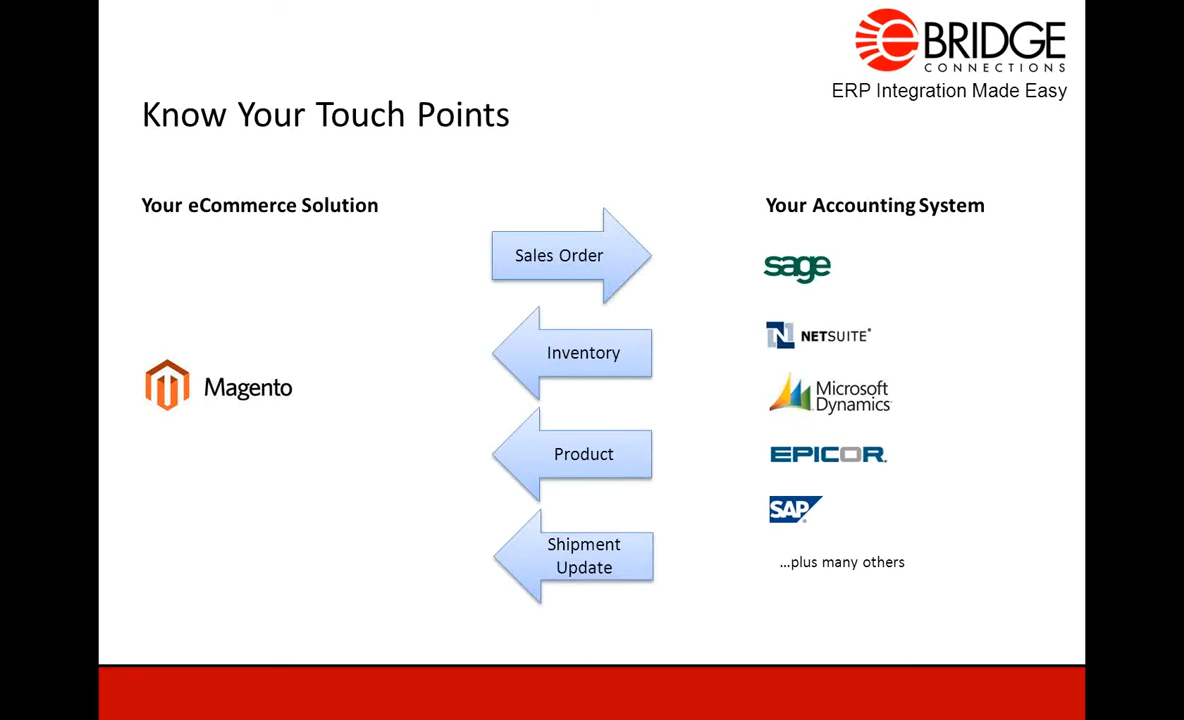 eBRIDGE
CONNECTIONS
ERP Integration Made Easy
Know Your Touch Points
Your eCommerce Solution
Your Accounting System
Sales Order
sage
Inventory
N NETSUITE
Magento
Microsoft
Dynamics
Product
EPICOR
SAP
Shipment
Update
...plus many others